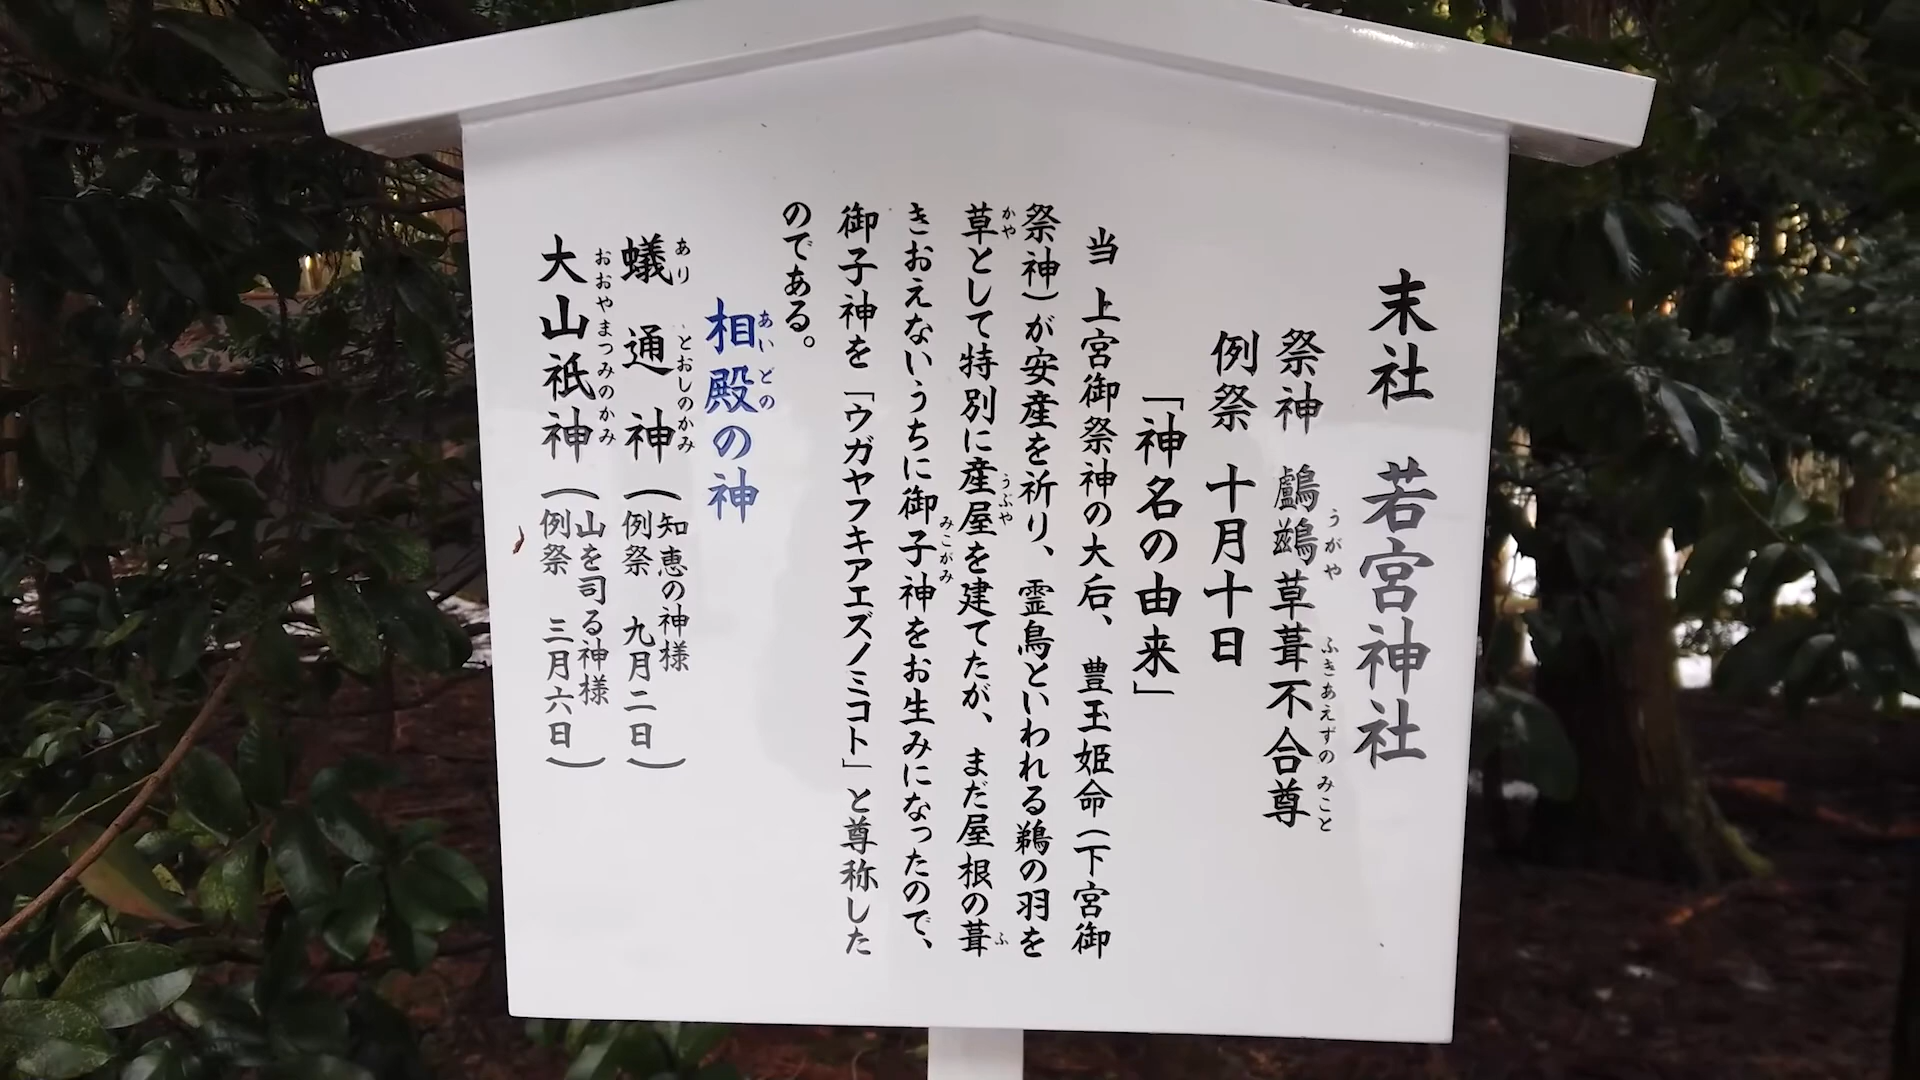 末社 若宮神社
祭神 鸕鷀草葺不合尊
うがや ふきあえずの みこと
例祭 十月十日
「神名の由来」
当 上宮御祭神の大后、豊玉姫命(下宮御
祭神)が安産を祈り、霊鳥といわれる鵜の羽を
草として特別に産屋を建てたが、まだ屋根の葺
かや うぶや ふ
きおえないうちに御子神をお生みになったので、
みこがみ
御子神を「ウガヤフキアエズノミコト」と尊称した
のである。
相殿の神
あいどの
蟻通神(知恵の神様
例祭 九月二日)
あり とおしのかみ
大山祇神(山を司る神様
例祭 三月六日)
おおやまつみのかみ